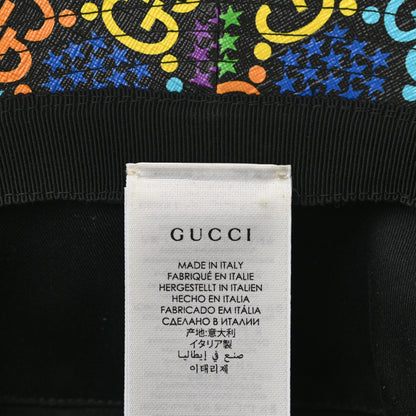 GUCCI
MADE IN ITALY
FABRIQUÉ EN ITALIE
HERGESTELLT IN ITALIEN
HECHO EN ITALIA
FABRICADO EM ITÁLIA
СДЕЛАНО В ИТАЛИИ
产地:意大利
イタリア製
صنع في إيطاليا
이태리제